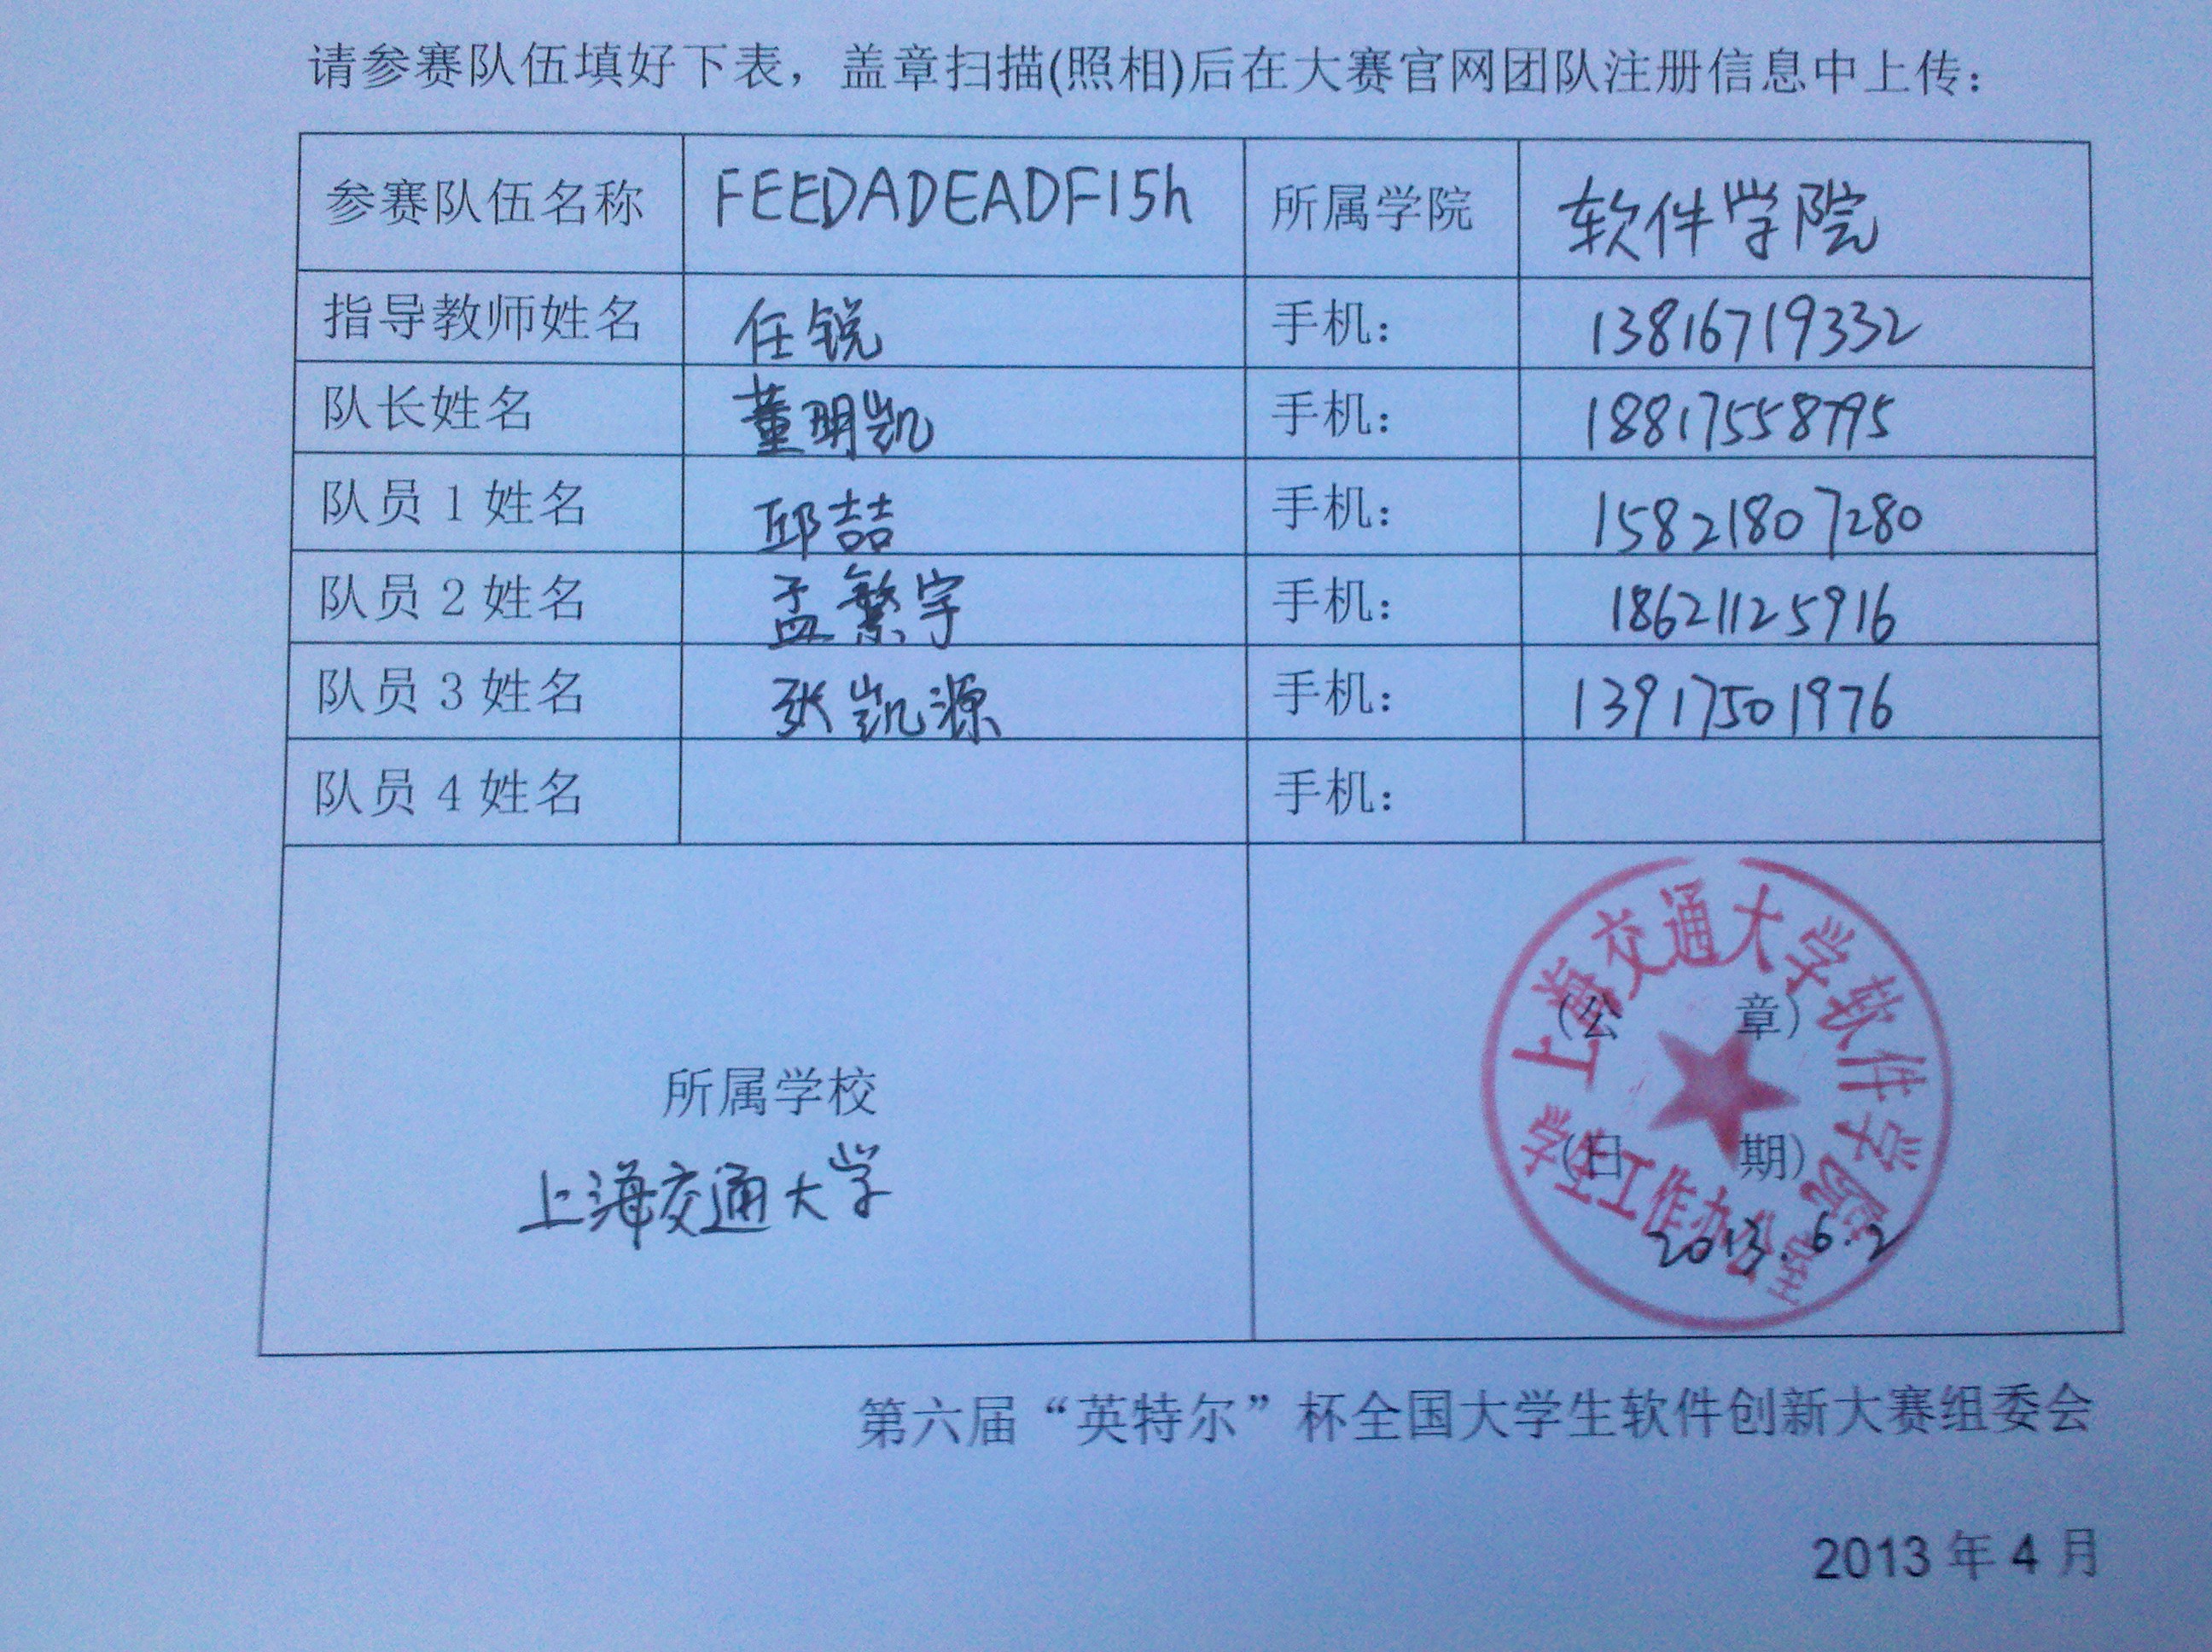 请参赛队伍填好下表，盖章扫描(照相)后在大赛官网团队注册信息中上传：
参赛队伍名称 FEEDADEADFI5h 所属学院 软件学院
指导教师姓名 任锐 手机： 13816719332
队长姓名 董明凯 手机： 18817558795
队员1姓名 邱喆 手机： 15821807280
队员2姓名 孟繁宇 手机： 18621125916
队员3姓名 张凯源 手机： 13917501976
队员4姓名 手机：
所属学校
上海交通大学
上海交通大学软件学院
学生工作办公室
（公 章）
（日 期）
2013.6.2
第六届“英特尔”杯全国大学生软件创新大赛组委会
2013 年 4 月